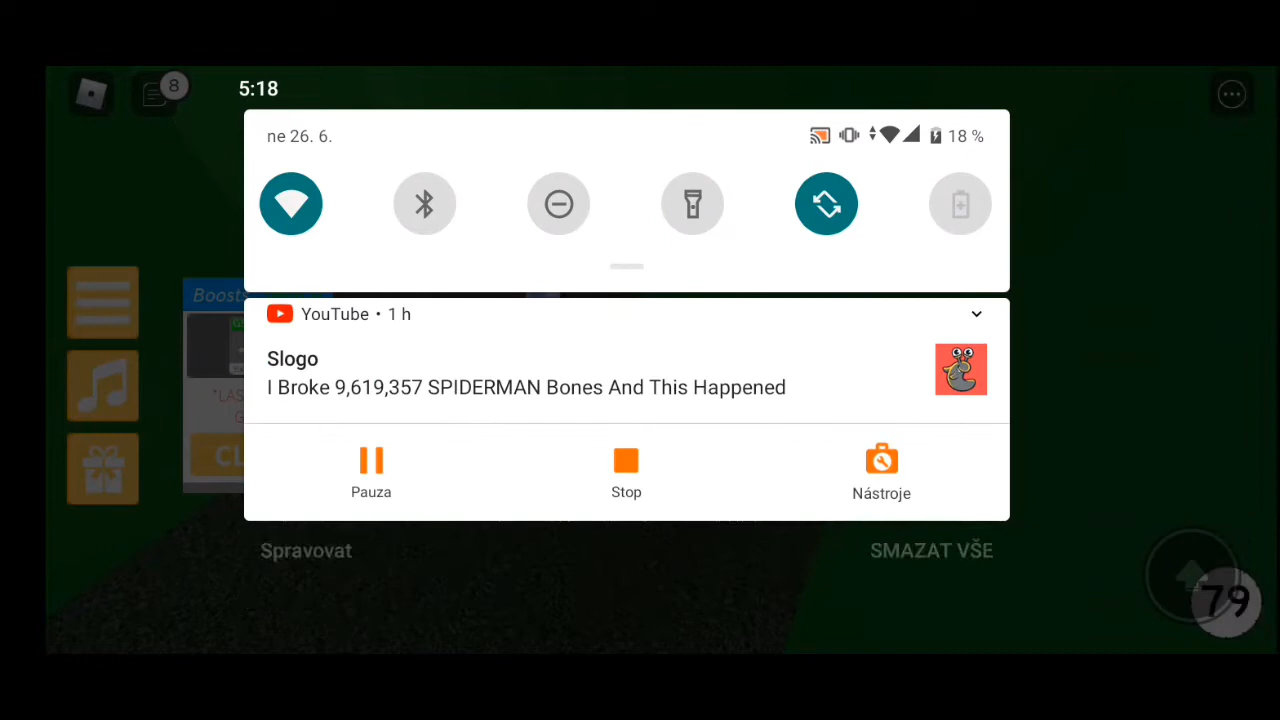 8
5:18
ne 26. 6.
18 %
Boosts
YouTube • 1 h
Slogo
I Broke 9,619,357 SPIDERMAN Bones And This Happened
Pauza
Stop
Nástroje
Spravovat
SMAZAT VŠE
79